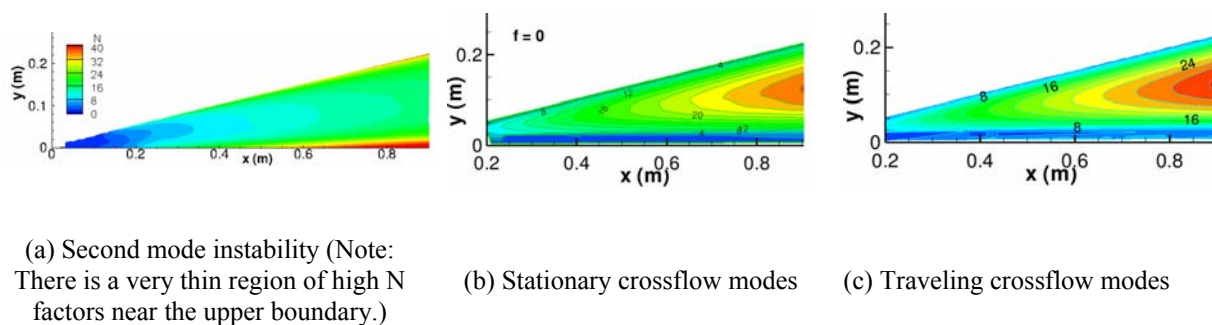 N
40
32
24
16
8
0
0.2
0.1
0
y (m)
0
0.2
0.4
0.6
0.8
x (m)
f = 0
0.2
0
y (m)
4
12
8
16
20
4
0.2
0.4
0.6
0.8
x (m)
0.2
0
y (m)
8
16
24
16
8
0.2
0.4
0.6
0.8
x (m)
(a) Second mode instability (Note:
There is a very thin region of high N
factors near the upper boundary.)
(b) Stationary crossflow modes
(c) Traveling crossflow modes